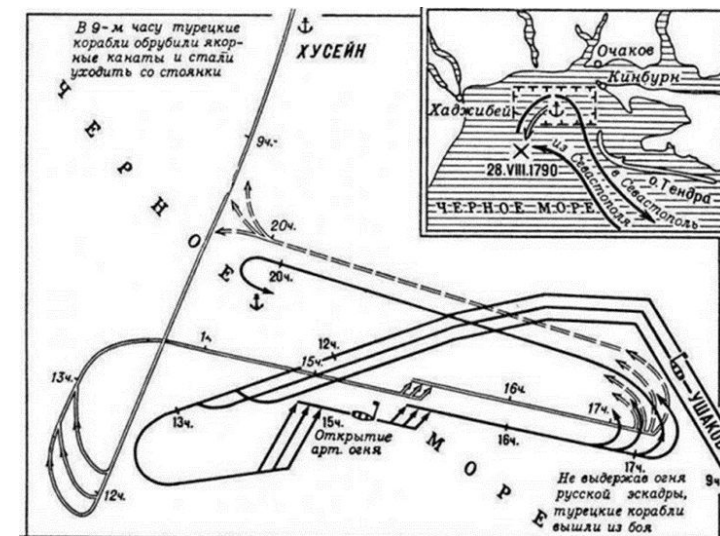 В 9-м часу турецкие
корабли обрубили якор-
ные канаты и стали
уходить со стоянки
ХУСЕЙН
ЧЕРНОЕ
МОРЕ
Очаков
Кинбурн
Хаджибей
28.VIII.1790
из Севастополя
в Севастополь
о. Тендра
ЧЕРНОЕ МОРЕ
9ч.
20ч.
20ч.
1ч.
12ч.
15ч.
13ч.
16ч.
17ч.
13ч.
15ч.
Открытие
арт. огня
16ч.
17ч.
12ч.
УШАКОВ
9ч.
Не выдержав огня
русской эскадры,
турецкие корабли
вышли из боя